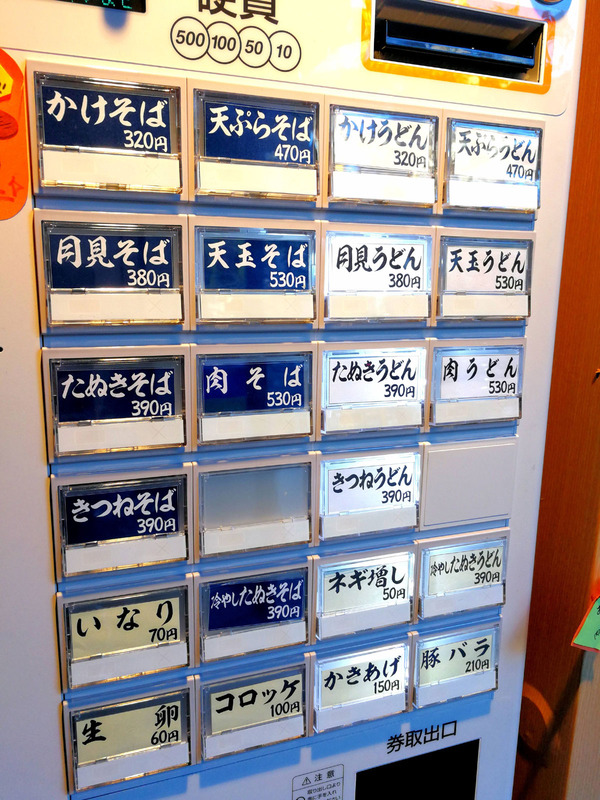 硬貨
500 100 50 10
かけそば
320円
天ぷらそば
470円
かけうどん
320円
天ぷらうどん
470円
月見そば
380円
天玉そば
530円
月見うどん
380円
天玉うどん
530円
たぬきそば
390円
肉そば
530円
たぬきうどん
390円
肉うどん
530円
きつねそば
390円
きつねうどん
390円
いなり
70円
冷やしたぬきそば
390円
ネギ増し
50円
冷やしたぬきうどん
390円
生卵
60円
コロッケ
100円
かきあげ
150円
豚バラ
210円
券取出口
注意
取り出し口より